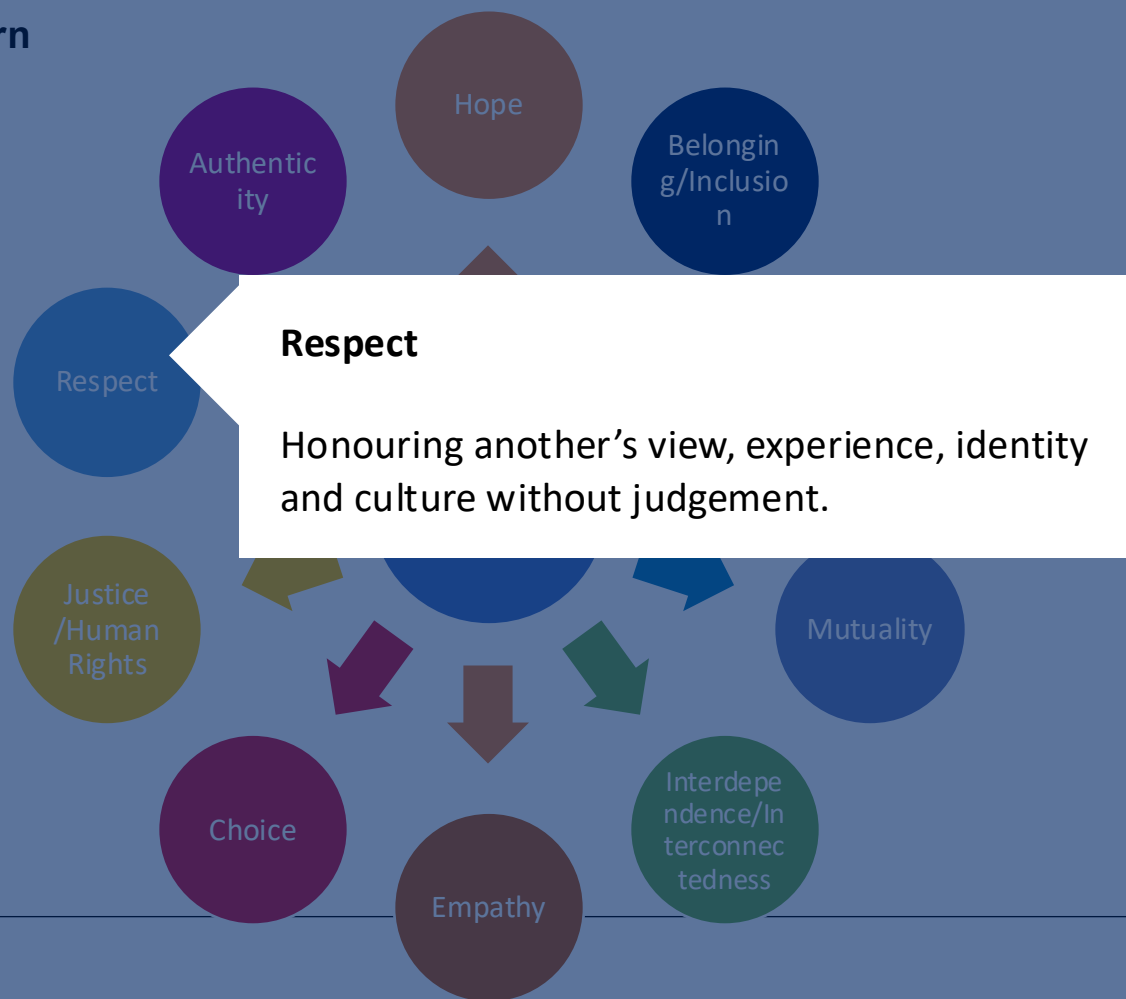 rn
Hope
Authentic
ity
Belongin
g/Inclusio
n
Respect
Respect
Honouring another’s view, experience, identity
and culture without judgement.
Justice
/Human
Rights
Mutuality
Choice
Interdepe
ndence/In
terconnec
tedness
Empathy